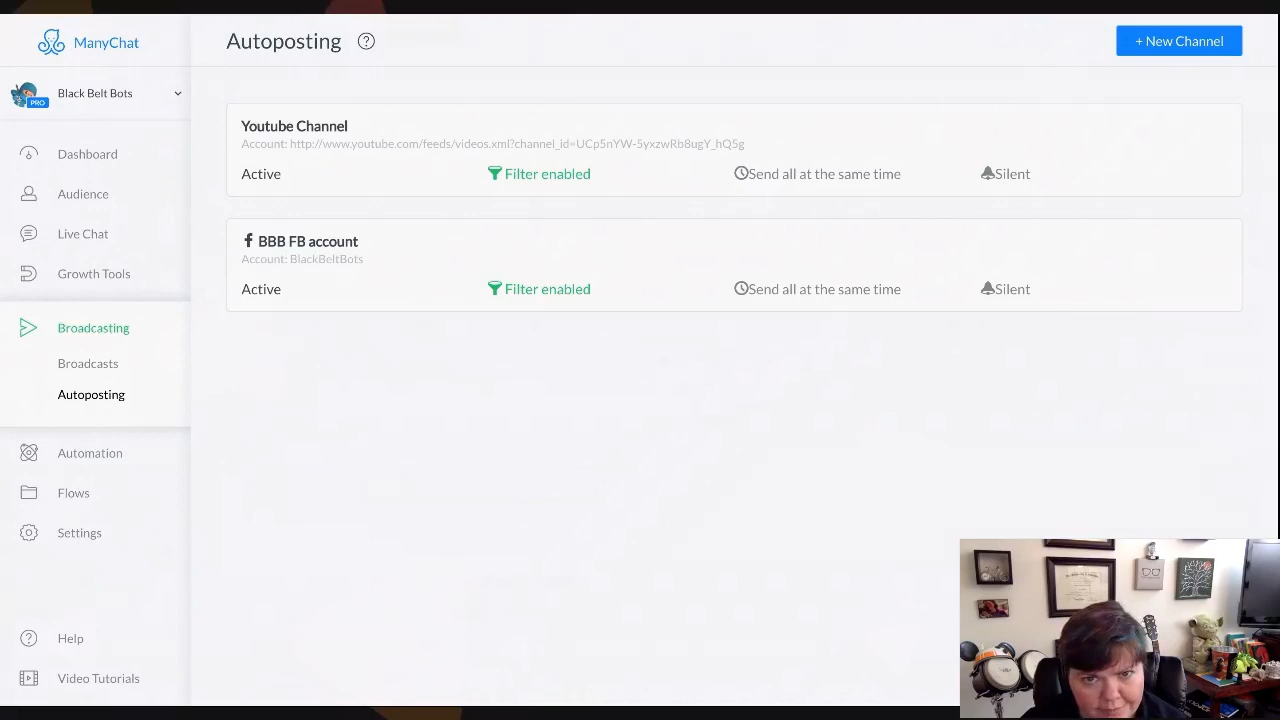 ManyChat
Autoposting
+ New Channel
PRO
Black Belt Bots
Dashboard
Audience
Live Chat
Growth Tools
Broadcasting
Broadcasts
Autoposting
Automation
Flows
Settings
Help
Video Tutorials
Youtube Channel
Account: http://www.youtube.com/feeds/videos.xml?channel_id=UCp5nYW-5yxzwRb8ugY_hQ5g
Active
Filter enabled
Send all at the same time
Silent
BBB FB account
Account: BlackBeltBots
Active
Filter enabled
Send all at the same time
Silent